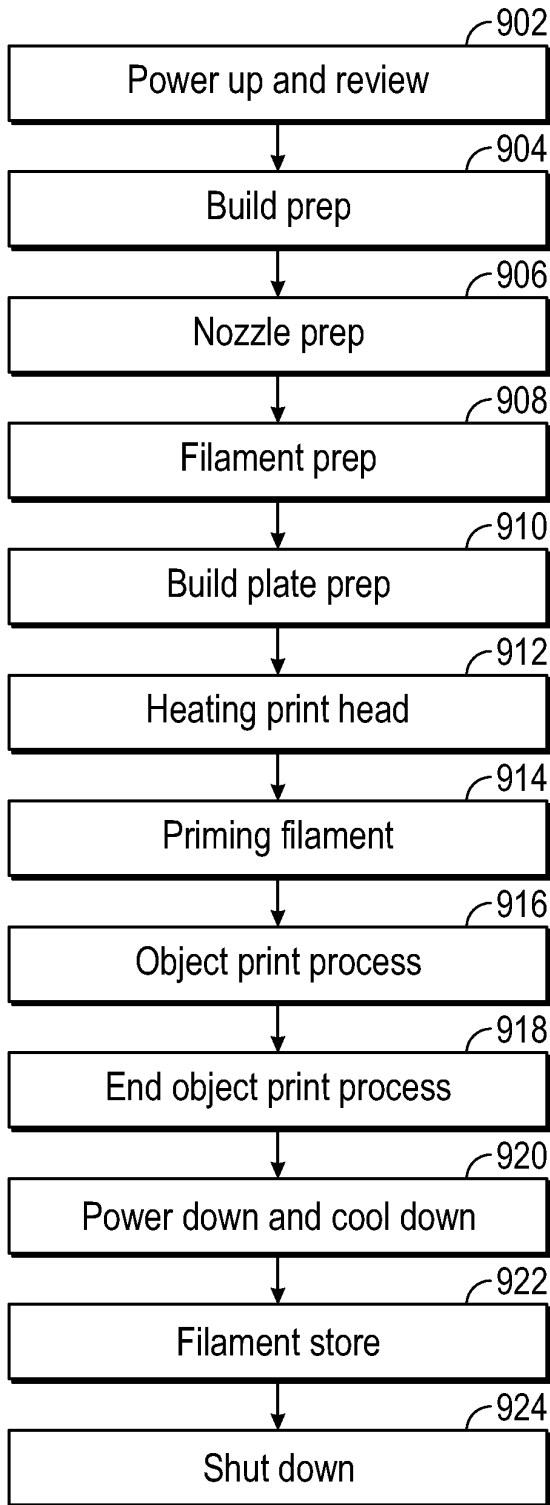 902
Power up and review
904
Build prep
906
Nozzle prep
908
Filament prep
910
Build plate prep
912
Heating print head
914
Priming filament
916
Object print process
918
End object print process
920
Power down and cool down
922
Filament store
924
Shut down